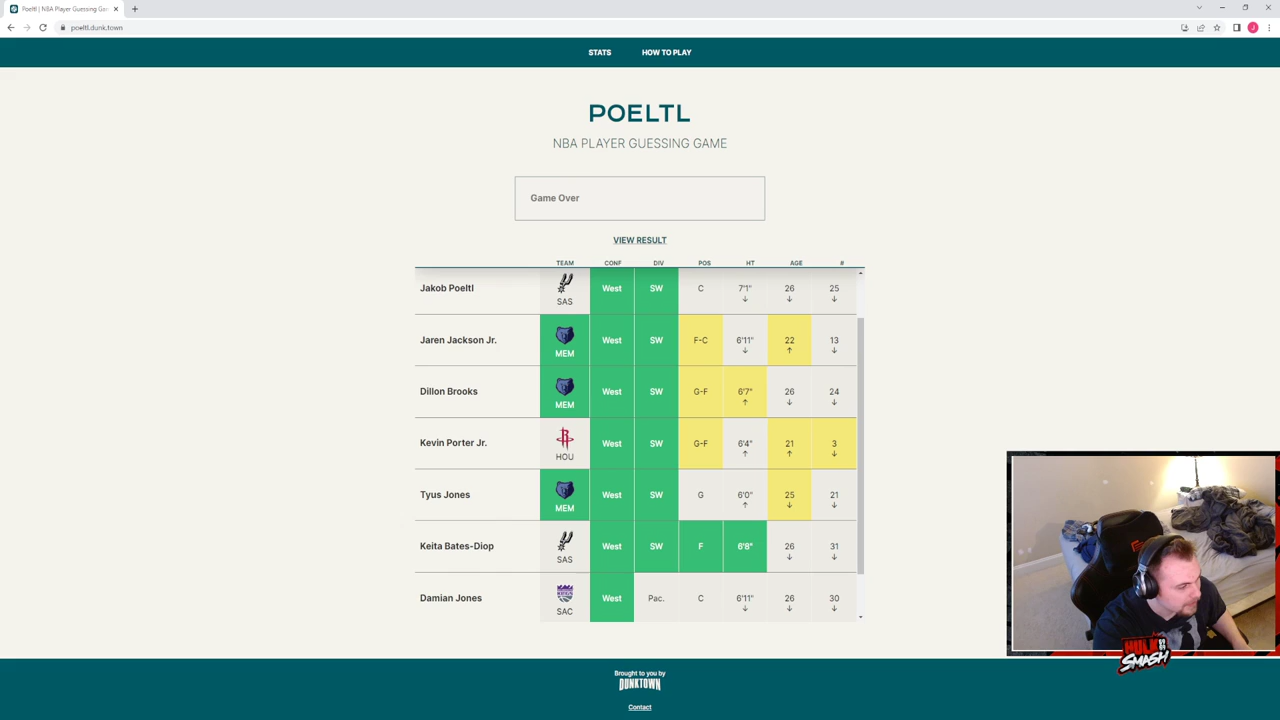 Poeltl | NBA Player Guessing Ga
poeltl.dunk.town
STATS HOW TO PLAY
POELTL
NBA PLAYER GUESSING GAME
Game Over
VIEW RESULT
TEAM CONF DIV POS HT AGE #
Jakob Poeltl SAS West SW C 7'1" ↓ 26 ↓ 25 ↓
Jaren Jackson Jr. MEM West SW F-C 6'11" ↓ 22 ↑ 13 ↓
Dillon Brooks MEM West SW G-F 6'7" ↑ 26 ↓ 24 ↓
Kevin Porter Jr. HOU West SW G-F 6'4" ↑ 21 ↑ 3 ↓
Tyus Jones MEM West SW G 6'0" ↑ 25 ↓ 21 ↓
Keita Bates-Diop SAS West SW F 6'8" 26 ↓ 31 ↓
Damian Jones SAC West Pac. C 6'11" ↓ 26 ↓ 30 ↓
HULK
SMASH
Brought to you by
DUNKTOWN
Contact